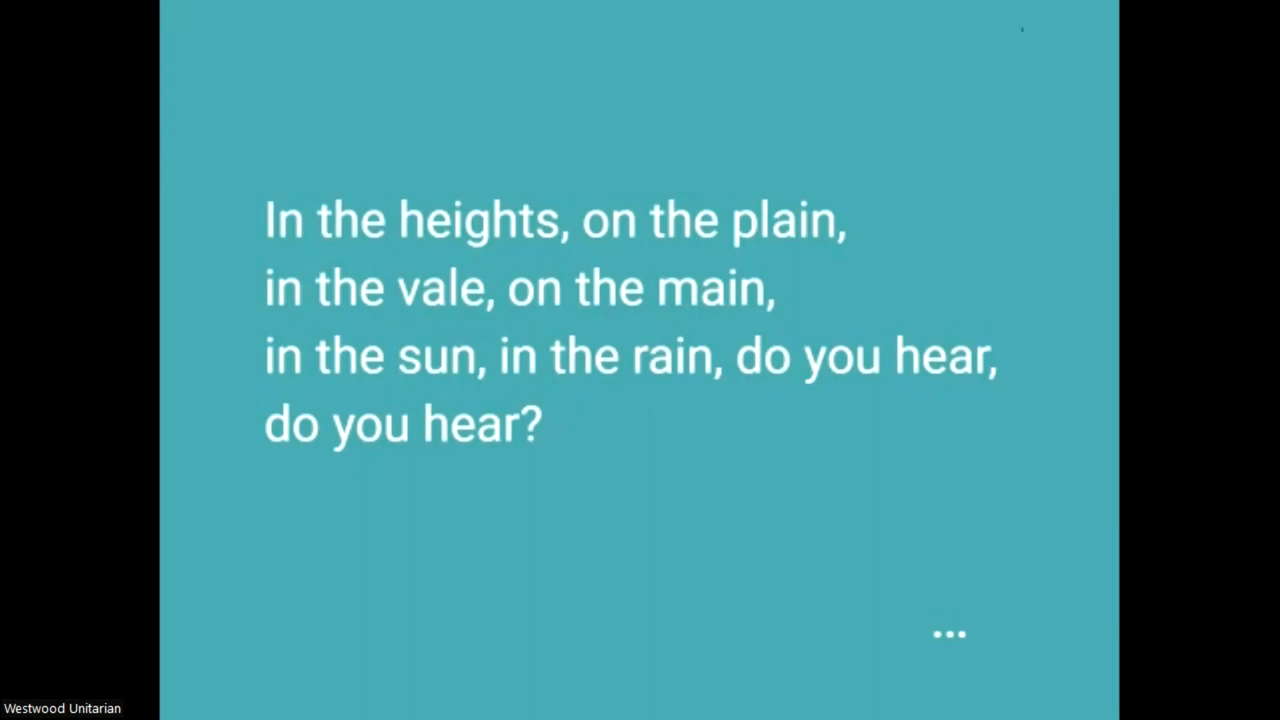 In the heights, on the plain,
in the vale, on the main,
in the sun, in the rain, do you hear,
do you hear?
...
Westwood Unitarian